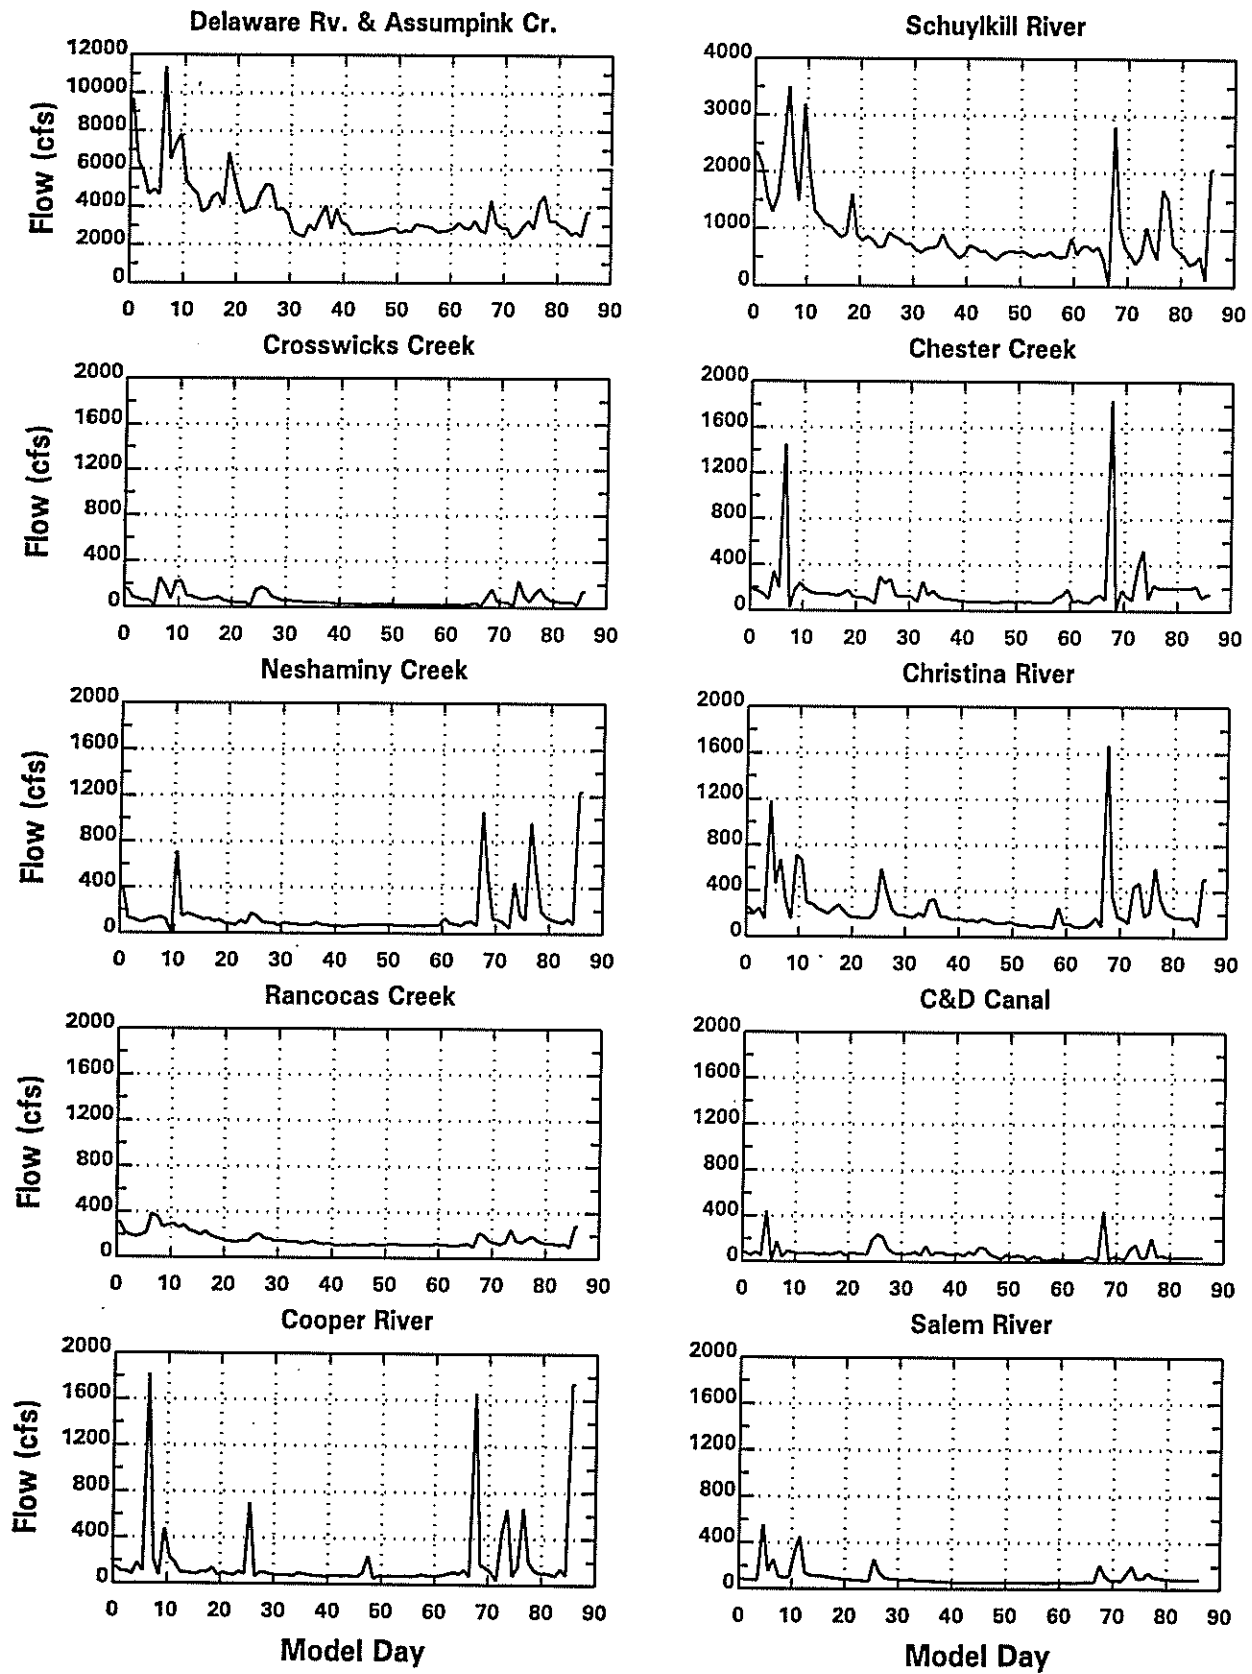 Delaware Rv. & Assumpink Cr.
Flow (cfs)
12000
10000
8000
6000
4000
2000
0
0 10 20 30 40 50 60 70 80 90
Schuylkill River
4000
3000
2000
1000
0
0 10 20 30 40 50 60 70 80 90
Crosswicks Creek
Flow (cfs)
2000
1600
1200
800
400
0
0 10 20 30 40 50 60 70 80 90
Chester Creek
2000
1600
1200
800
400
0
0 10 20 30 40 50 60 70 80 90
Neshaminy Creek
Flow (cfs)
2000
1600
1200
800
400
0
0 10 20 30 40 50 60 70 80 90
Christina River
2000
1600
1200
800
400
0
0 10 20 30 40 50 60 70 80 90
Rancocas Creek
Flow (cfs)
2000
1600
1200
800
400
0
0 10 20 30 40 50 60 70 80 90
C&D Canal
2000
1600
1200
800
400
0
0 10 20 30 40 50 60 70 80 90
Cooper River
Flow (cfs)
2000
1600
1200
800
400
0
0 10 20 30 40 50 60 70 80 90
Model Day
Salem River
2000
1600
1200
800
400
0
0 10 20 30 40 50 60 70 80 90
Model Day